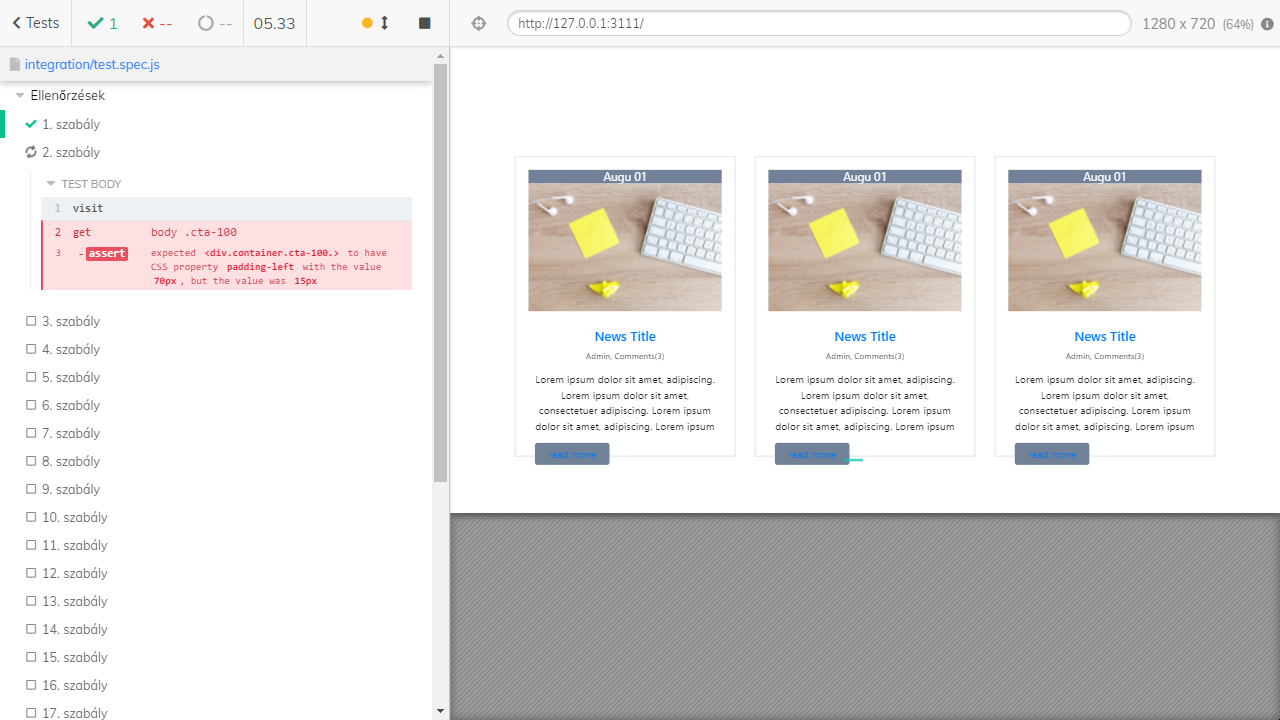 Tests
1
--
--
05.33
http://127.0.0.1:3111/
1280 x 720 (64%)
integration/test.spec.js
Ellenőrzések
1. szabály
2. szabály
TEST BODY
1 visit
2 get body .cta-100
3 - assert expected <div.container.cta-100.> to have
CSS property padding-left with the value
70px , but the value was 15px
3. szabály
4. szabály
5. szabály
6. szabály
7. szabály
8. szabály
9. szabály
10. szabály
11. szabály
12. szabály
13. szabály
14. szabály
15. szabály
16. szabály
17. szabály
Augu 01
News Title
Admin, Comments(3)
Lorem ipsum dolor sit amet, adipiscing.
Lorem ipsum dolor sit amet,
consectetuer adipiscing. Lorem ipsum
dolor sit amet, adipiscing. Lorem ipsum
read more
Augu 01
News Title
Admin, Comments(3)
Lorem ipsum dolor sit amet, adipiscing.
Lorem ipsum dolor sit amet,
consectetuer adipiscing. Lorem ipsum
dolor sit amet, adipiscing. Lorem ipsum
read more
Augu 01
News Title
Admin, Comments(3)
Lorem ipsum dolor sit amet, adipiscing.
Lorem ipsum dolor sit amet,
consectetuer adipiscing. Lorem ipsum
dolor sit amet, adipiscing. Lorem ipsum
read more